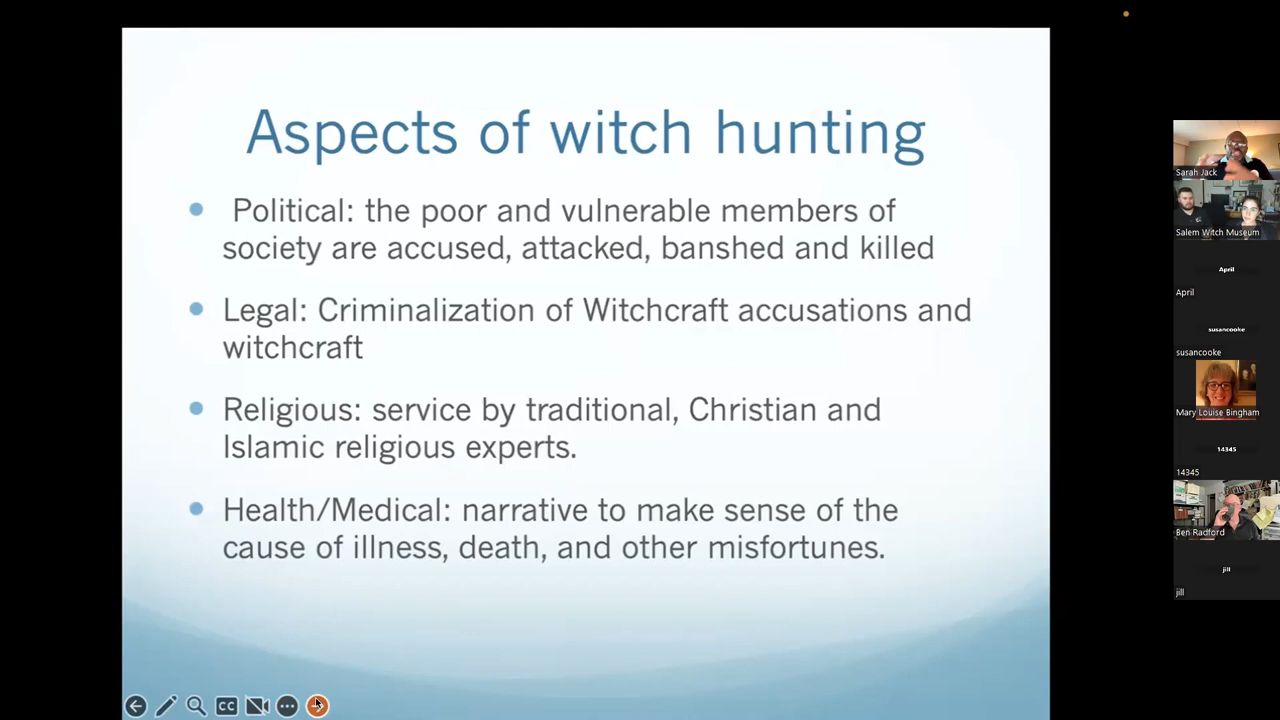 Aspects of witch hunting
Political: the poor and vulnerable members of
society are accused, attacked, banshed and killed
Legal: Criminalization of Witchcraft accusations and
witchcraft
Religious: service by traditional, Christian and
Islamic religious experts.
Health/Medical: narrative to make sense of the
cause of illness, death, and other misfortunes.
CC
Sarah Jack
Salem Witch Museum
April
April
susancooke
susancooke
Mary Louise Bingham
14345
14345
Ben Radford
jill
jill